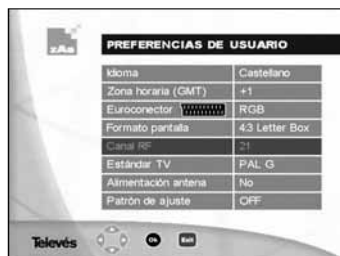 zAs
PREFERENCIAS DE USUARIO
Idioma Castellano
Zona horaria (GMT) +1
Euroconector RGB
Formato pantalla 4:3 Letter Box
Canal RF 21
Estándar TV PAL G
Alimentación antena No
Patrón de ajuste OFF
Televés Ok Exit